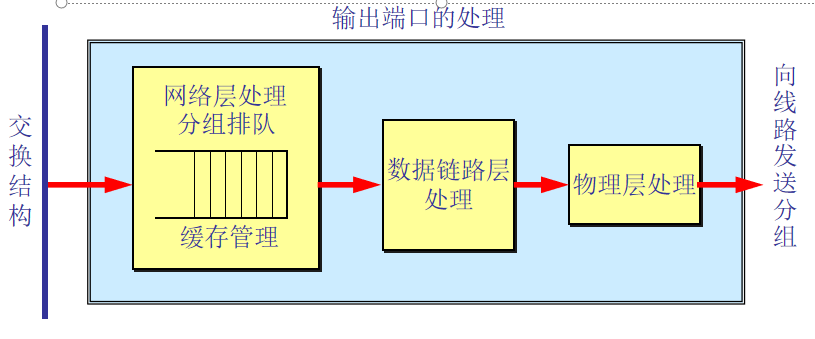 输出端口的处理
交换结构
网络层处理
分组排队
缓存管理
数据链路层
处理
物理层处理
向线路发送分组